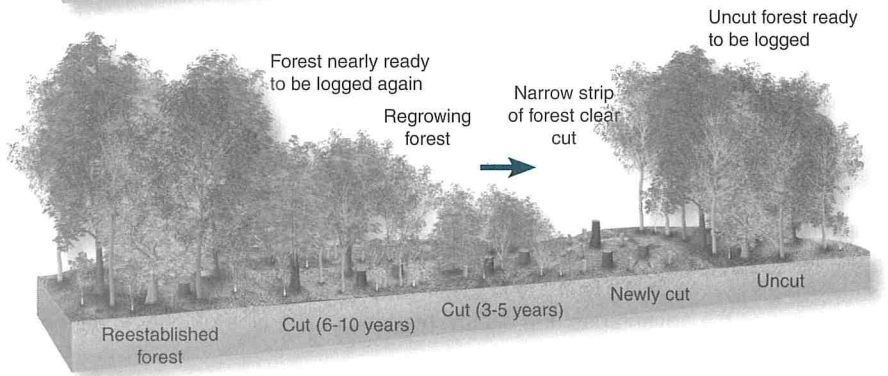 Uncut forest ready
to be logged
Forest nearly ready
to be logged again
Regrowing
forest
Narrow strip
of forest clear
cut
Reestablished
forest
Cut (6-10 years)
Cut (3-5 years)
Newly cut
Uncut